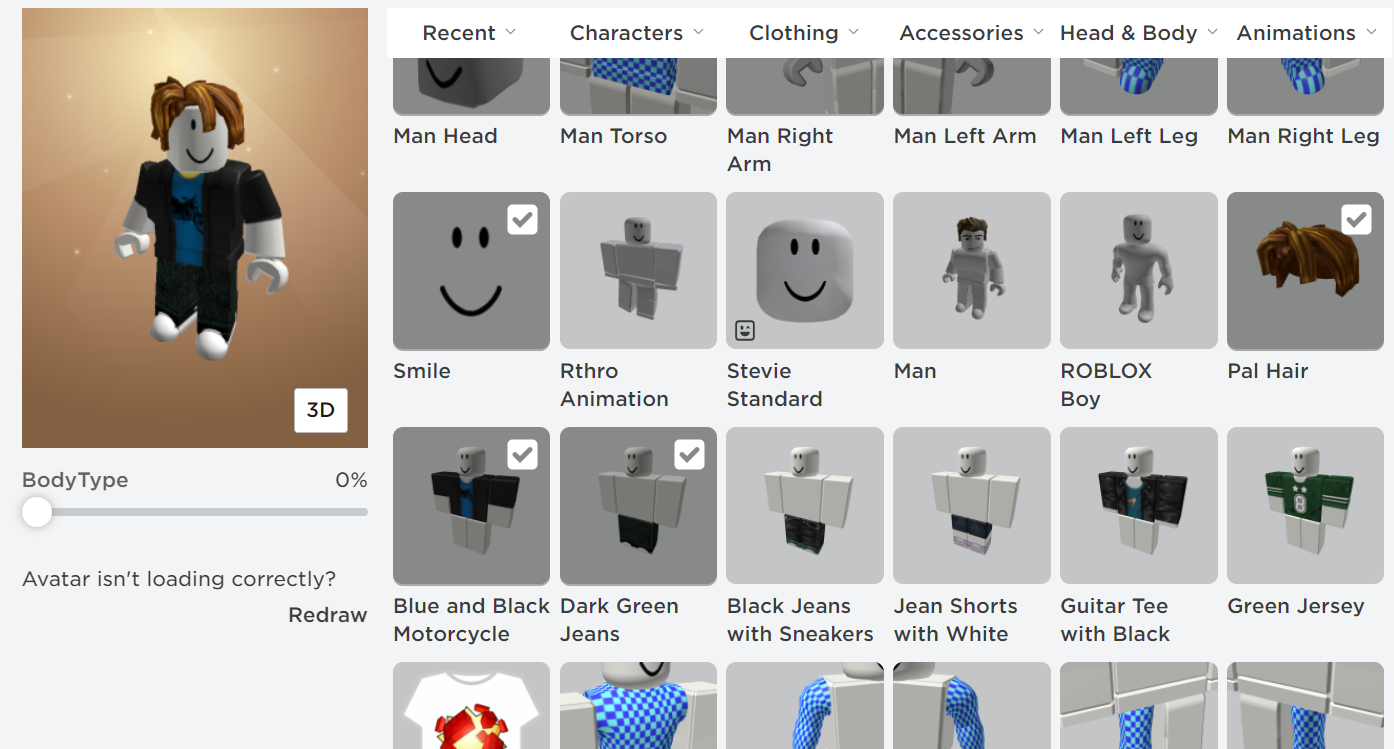 Recent
Characters
Clothing
Accessories
Head & Body
Animations
Man Head
Man Torso
Man Right
Arm
Man Left Arm
Man Left Leg
Man Right Leg
Smile
Rthro
Animation
Stevie
Standard
Man
ROBLOX
Boy
Pal Hair
3D
BodyType
0%
Avatar isn't loading correctly?
Redraw
Blue and Black
Motorcycle
Dark Green
Jeans
Black Jeans
with Sneakers
Jean Shorts
with White
Guitar Tee
with Black
8
Green Jersey